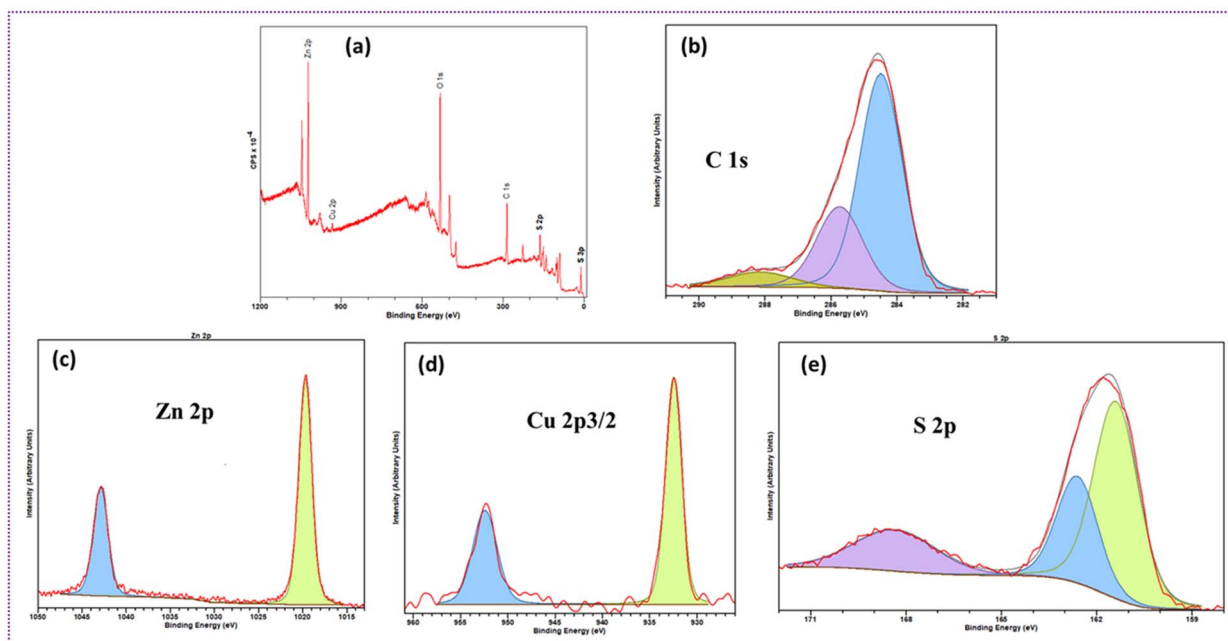 (a)
Zn 2p
Cu 2p
O 1s
C 1s
S 2p
S 3p
CPS x 10⁻⁴
1200 900 600 300 0
Binding Energy (eV)
(b)
C 1s
Intensity (Arbitrary Units)
290 288 286 284 282
Binding Energy (eV)
Zn 2p
(c)
Zn 2p
Intensity (Arbitrary Units)
1050 1045 1040 1035 1030 1025 1020 1015
Binding Energy (eV)
(d)
Cu 2p3/2
Intensity (Arbitrary Units)
960 955 950 945 940 935 930
Binding Energy (eV)
S 2p
(e)
S 2p
Intensity (Arbitrary Units)
171 168 165 162 159
Binding Energy (eV)